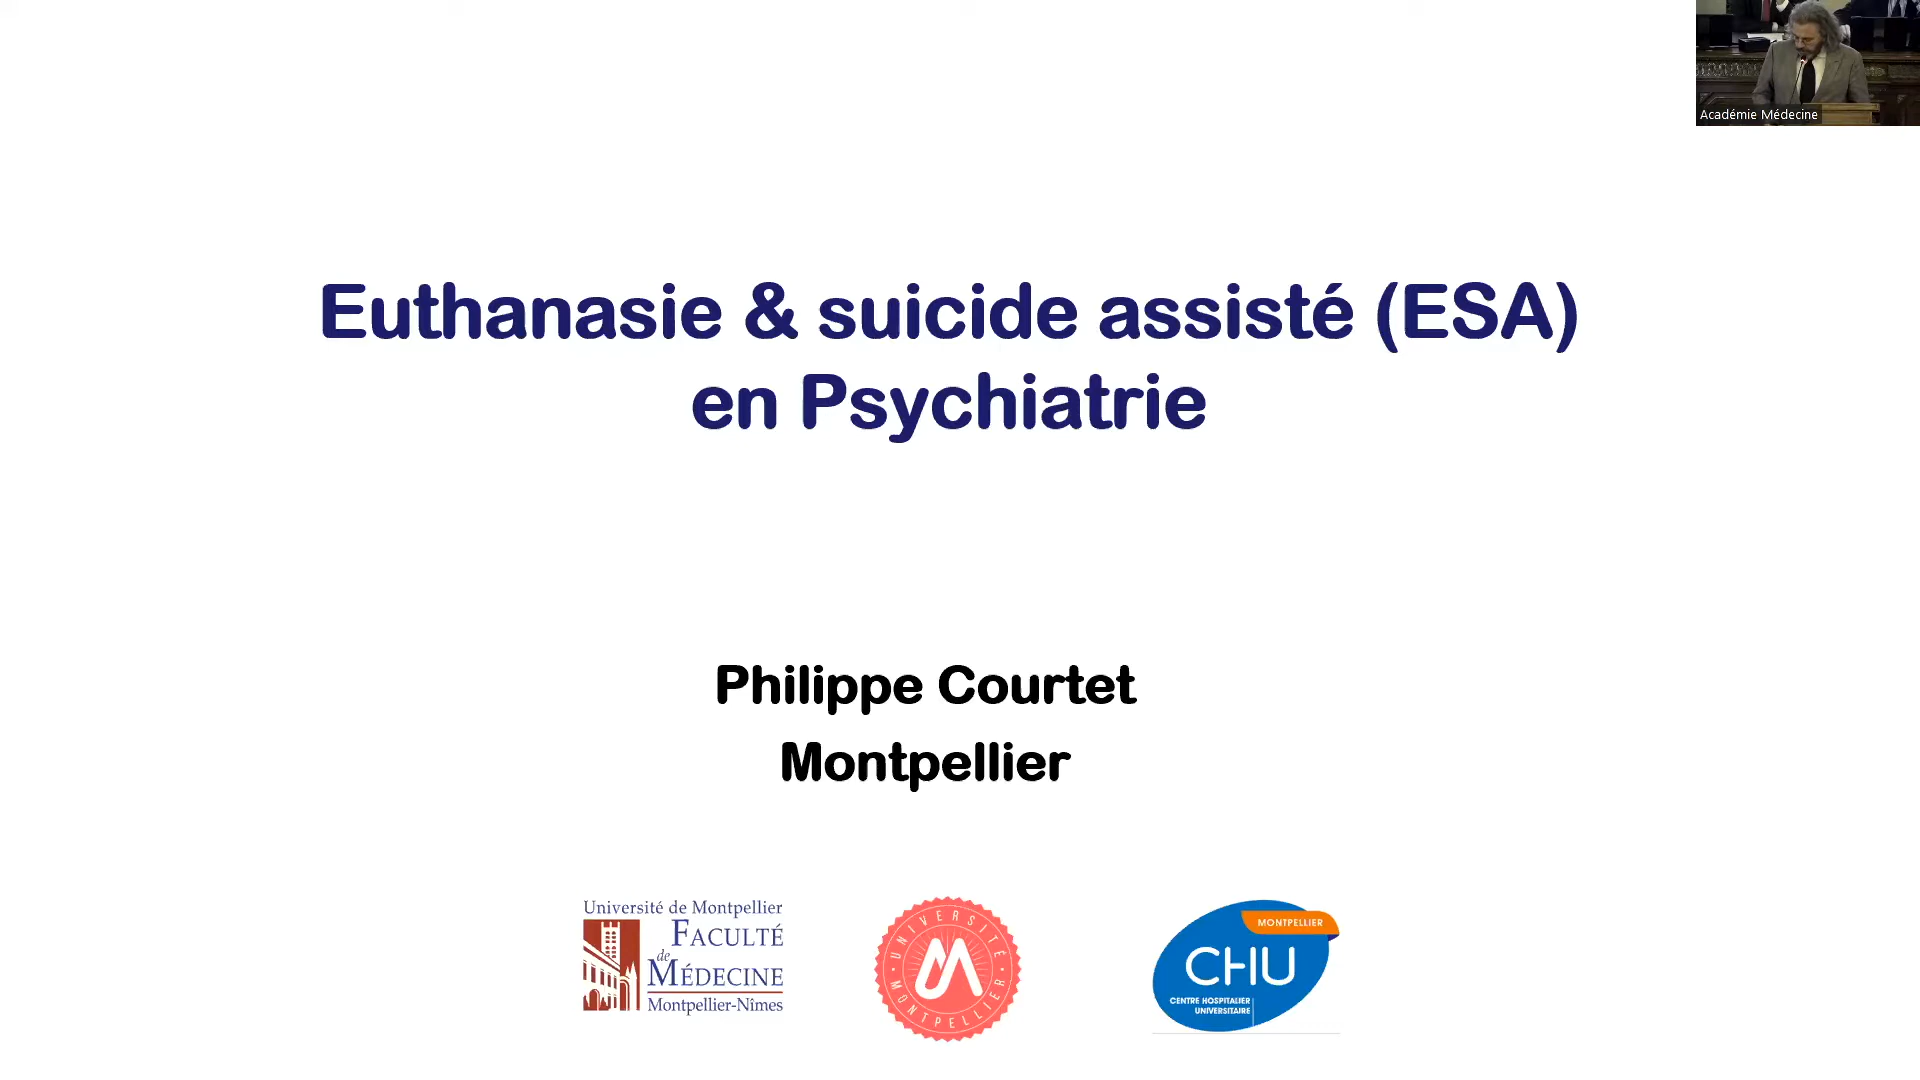 Académie Médecine
Euthanasie & suicide assisté (ESA)
en Psychiatrie
Philippe Courtet
Montpellier
Université de Montpellier
FACULTÉ
de
MÉDECINE
Montpellier-Nîmes
UNIVERSITÉ
MONTPELLIER
MONTPELLIER
CHU
CENTRE HOSPITALIER
UNIVERSITAIRE